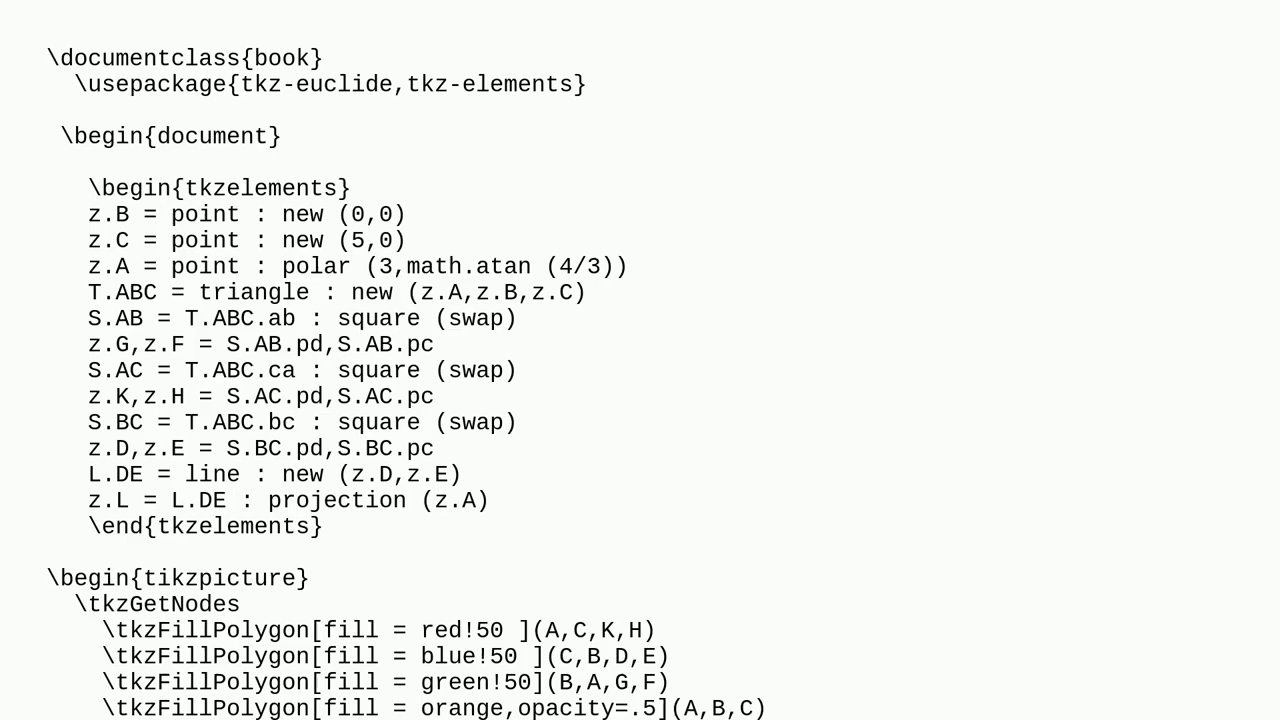 \documentclass{book}
\usepackage{tkz-euclide,tkz-elements}
\begin{document}
\begin{tkzelements}
z.B = point : new (0,0)
z.C = point : new (5,0)
z.A = point : polar (3,math.atan (4/3))
T.ABC = triangle : new (z.A,z.B,z.C)
S.AB = T.ABC.ab : square (swap)
z.G,z.F = S.AB.pd,S.AB.pc
S.AC = T.ABC.ca : square (swap)
z.K,z.H = S.AC.pd,S.AC.pc
S.BC = T.ABC.bc : square (swap)
z.D,z.E = S.BC.pd,S.BC.pc
L.DE = line : new (z.D,z.E)
z.L = L.DE : projection (z.A)
\end{tkzelements}
\begin{tikzpicture}
\tkzGetNodes
\tkzFillPolygon[fill = red!50 ](A,C,K,H)
\tkzFillPolygon[fill = blue!50 ](C,B,D,E)
\tkzFillPolygon[fill = green!50](B,A,G,F)
\tkzFillPolygon[fill = orange,opacity=.5](A,B,C)